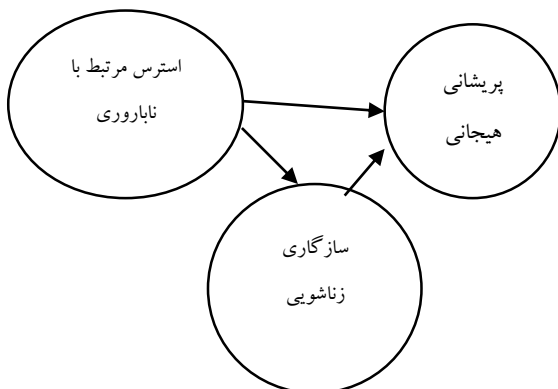 استرس مرتبط با
ناباروری
پریشانی
هیجانی
سازگاری
زناشویی